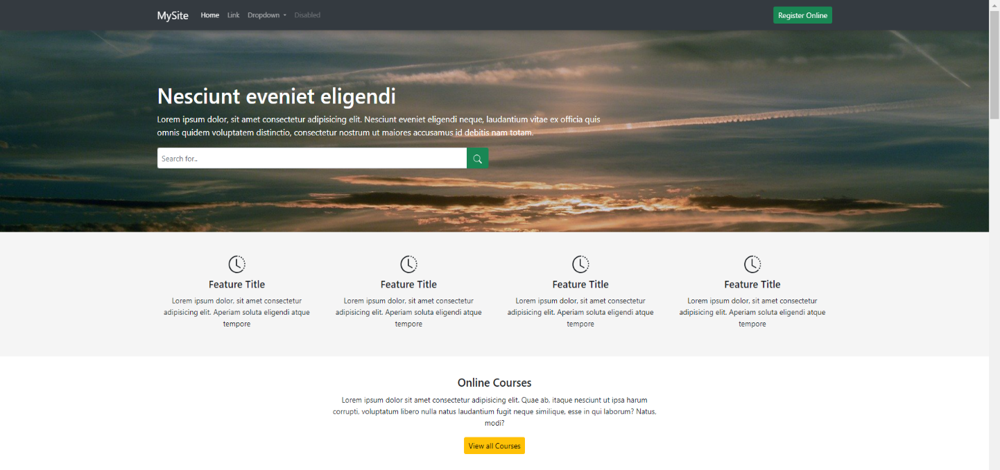 MySite Home Link Dropdown Disabled Register Online
Nesciunt eveniet eligendi
Lorem ipsum dolor, sit amet consectetur adipisicing elit. Nesciunt eveniet eligendi neque, laudantium vitae ex officia quis
omnis quidem voluptatem distinctio, consectetur nostrum ut maiores accusamus id debitis nam totam.
Search for..
Feature Title
Lorem ipsum dolor, sit amet consectetur
adipisicing elit. Aperiam soluta eligendi atque
tempore
Feature Title
Lorem ipsum dolor, sit amet consectetur
adipisicing elit. Aperiam soluta eligendi atque
tempore
Feature Title
Lorem ipsum dolor, sit amet consectetur
adipisicing elit. Aperiam soluta eligendi atque
tempore
Feature Title
Lorem ipsum dolor, sit amet consectetur
adipisicing elit. Aperiam soluta eligendi atque
tempore
Online Courses
Lorem ipsum dolor sit amet consectetur adipisicing elit. Quae ab, itaque nesciunt ut ipsa harum
corrupti, voluptatum libero nulla natus laudantium fugit neque similique, esse in qui laborum? Natus,
modi?
View all Courses